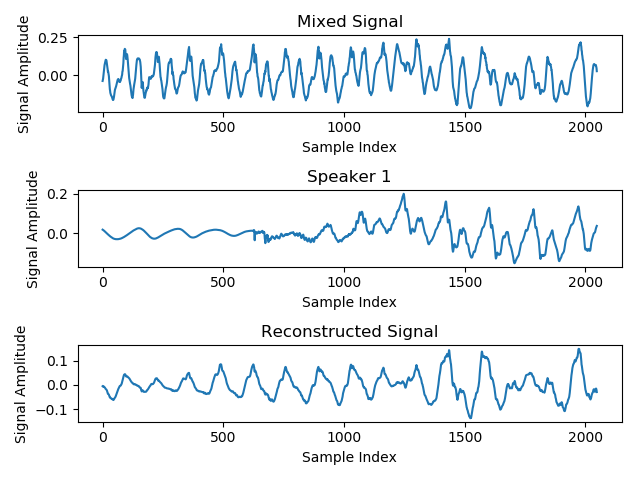 Mixed Signal
Signal Amplitude
0.25
0.00
0
500
1000
1500
2000
Sample Index
Speaker 1
Signal Amplitude
0.2
0.0
0
500
1000
1500
2000
Sample Index
Reconstructed Signal
Signal Amplitude
0.1
0.0
−0.1
0
500
1000
1500
2000
Sample Index